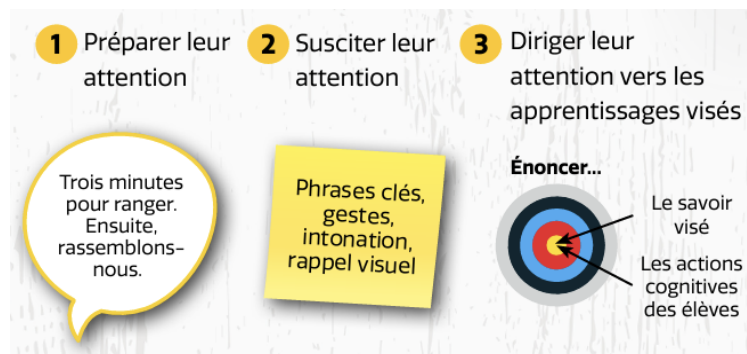 1 Préparer leur
attention
2 Susciter leur
attention
3 Diriger leur
attention vers les
apprentissages visés
Trois minutes
pour ranger.
Ensuite,
rassemblons-
nous.
Phrases clés,
gestes,
intonation,
rappel visuel
Énoncer...
Le savoir
visé
Les actions
cognitives
des élèves